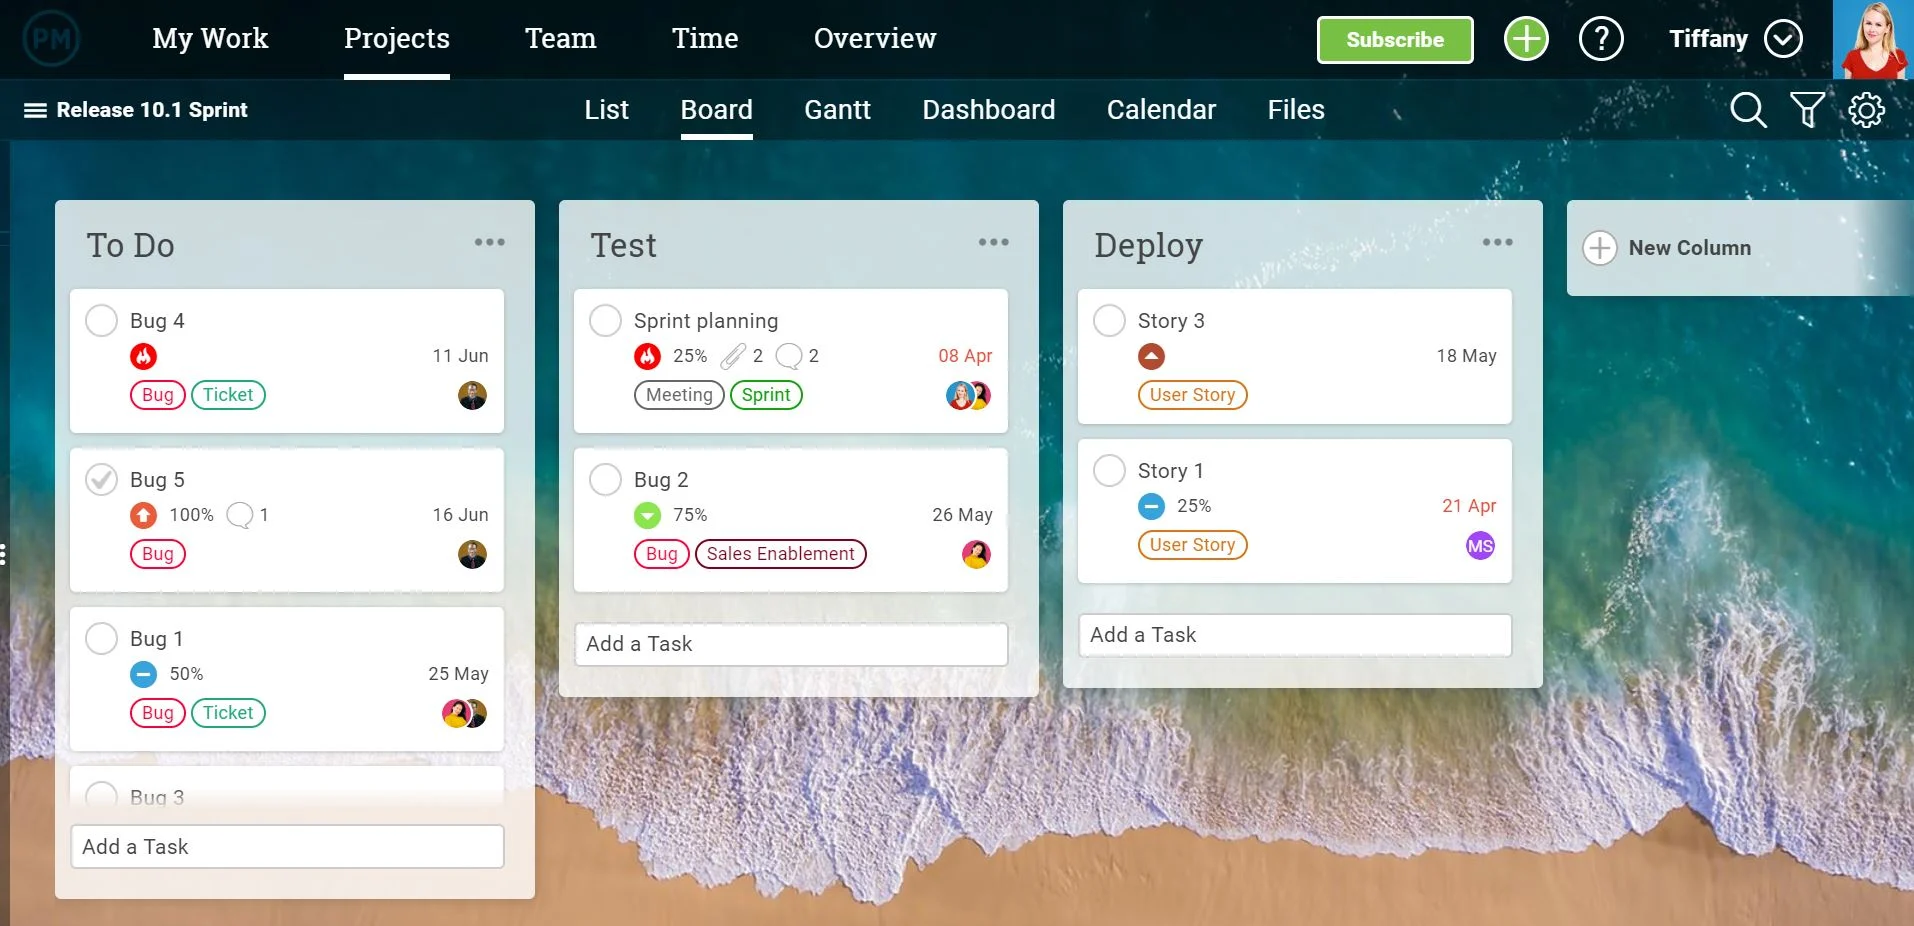 PM
My Work Projects Team Time Overview Subscribe ? Tiffany
Release 10.1 Sprint List Board Gantt Dashboard Calendar Files
To Do
Bug 4
11 Jun
Bug Ticket
Bug 5
100% 1 16 Jun
Bug
Bug 1
50% 25 May
Bug Ticket
Bug 3
Add a Task
Test
Sprint planning
25% 2 2 08 Apr
Meeting Sprint
Bug 2
75% 26 May
Bug Sales Enablement
Add a Task
Deploy
Story 3
18 May
User Story
Story 1
25% 21 Apr
User Story MS
Add a Task
New Column